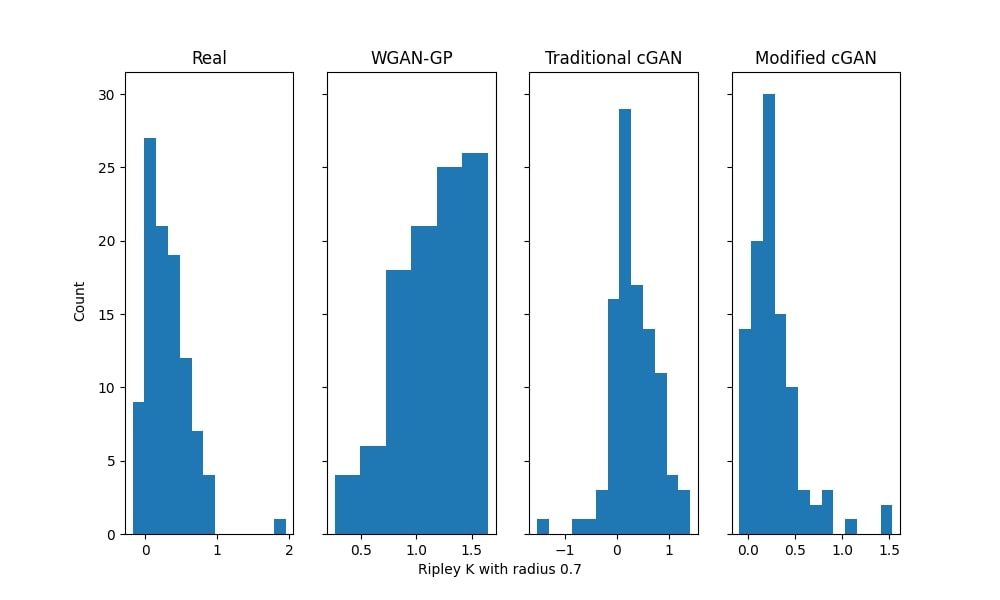 Real WGAN-GP Traditional cGAN Modified cGAN
30
25
20
15
10
5
0
Count
0 1 2 0.5 1.0 1.5 −1 0 1 0.0 0.5 1.0 1.5
Ripley K with radius 0.7